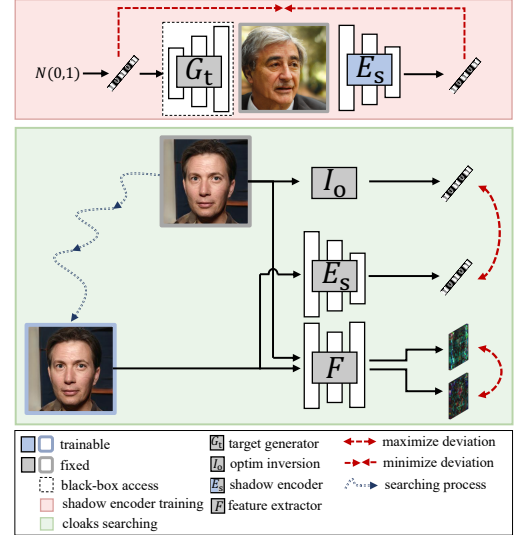 N(0,1)
G_t
E_s
I_o
E_s
F
trainable
fixed
black-box access
shadow encoder training
cloaks searching
G_t target generator
I_o optim inversion
E_s shadow encoder
F feature extractor
maximize deviation
minimize deviation
searching process